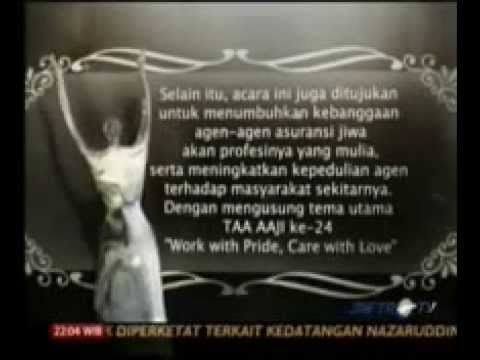 Selain itu, acara ini juga ditujukan
untuk menumbuhkan kebanggaan
agen-agen asuransi jiwa
akan profesinya yang mulia,
serta meningkatkan kepedulian agen
terhadap masyarakat sekitarnya.
Dengan mengusung tema utama
TAA AAJI ke-24
"Work with Pride, Care with Love"
METRO TV
22:04 WIB DIPERKETAT TERKAIT KEDATANGAN NAZARUDDIN